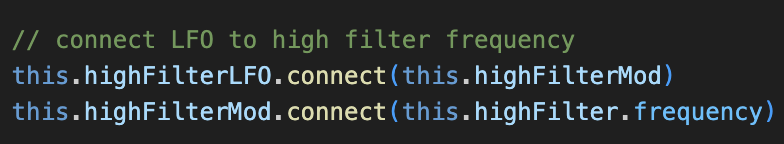 // connect LFO to high filter frequency
this.highFilterLFO.connect(this.highFilterMod)
this.highFilterMod.connect(this.highFilter.frequency)